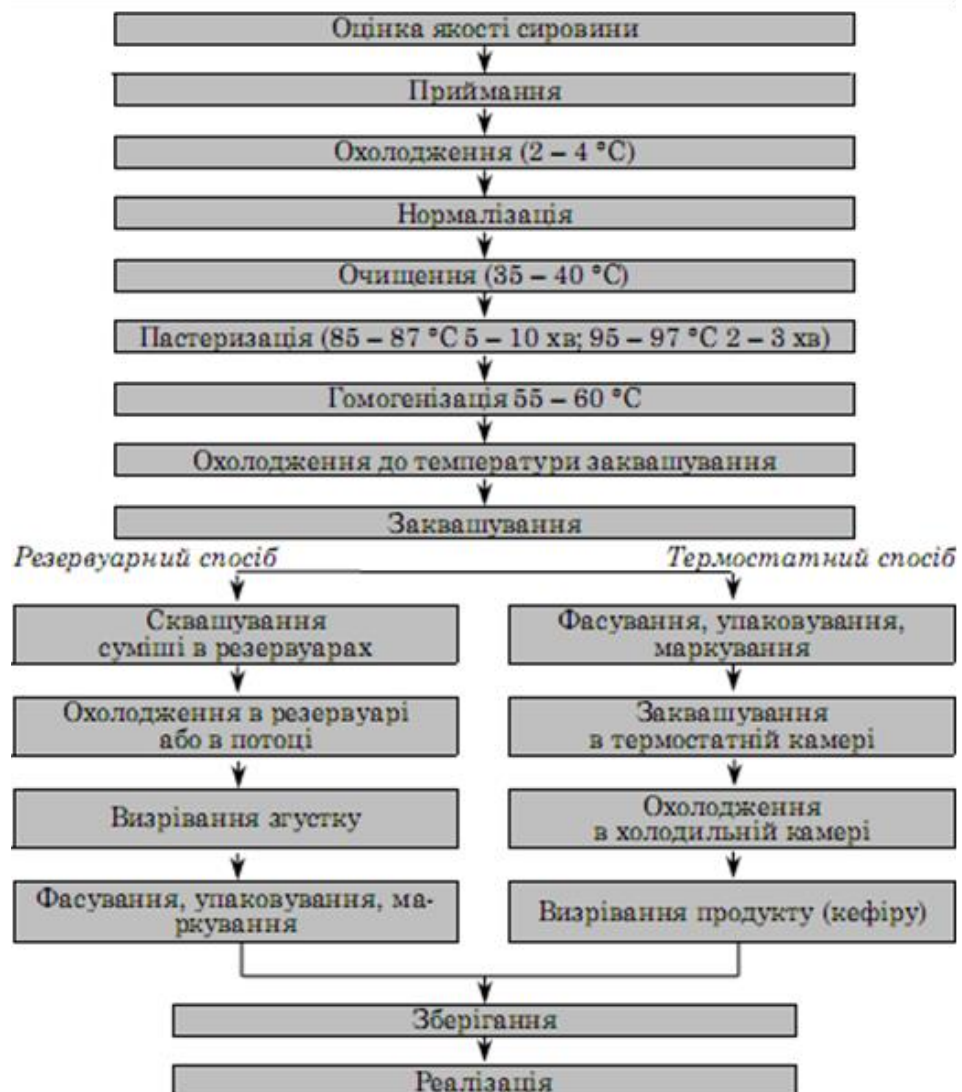 Оцінка якості сировини
Приймання
Охолодження (2 – 4 °С)
Нормалізація
Очищення (35 – 40 °С)
Пастеризація (85 – 87 °С 5 – 10 хв; 95 – 97 °С 2 – 3 хв)
Гомогенізація 55 – 60 °С
Охолодження до температури заквашування
Заквашування
Резервуарний спосіб
Термостатний спосіб
Сквашування
суміші в резервуарах
Охолодження в резервуарі
або в потоці
Визрівання згустку
Фасування, упаковування, ма-
ркування
Фасування, упаковування,
маркування
Заквашування
в термостатній камері
Охолодження
в холодильній камері
Визрівання продукту (кефіру)
Зберігання
Реалізація